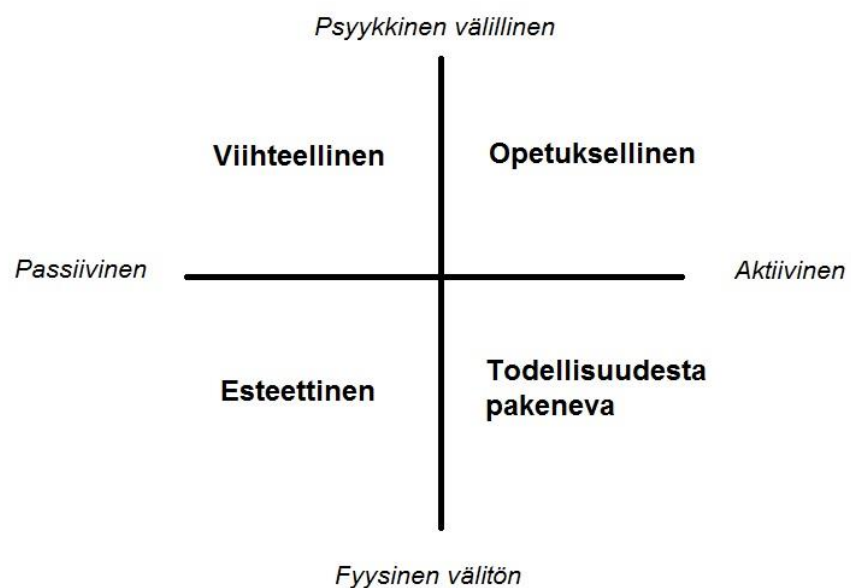 Psyykkinen välillinen
Viihteellinen
Opetuksellinen
Passiivinen
Aktiivinen
Esteettinen
Todellisuudesta
pakeneva
Fyysinen välitön